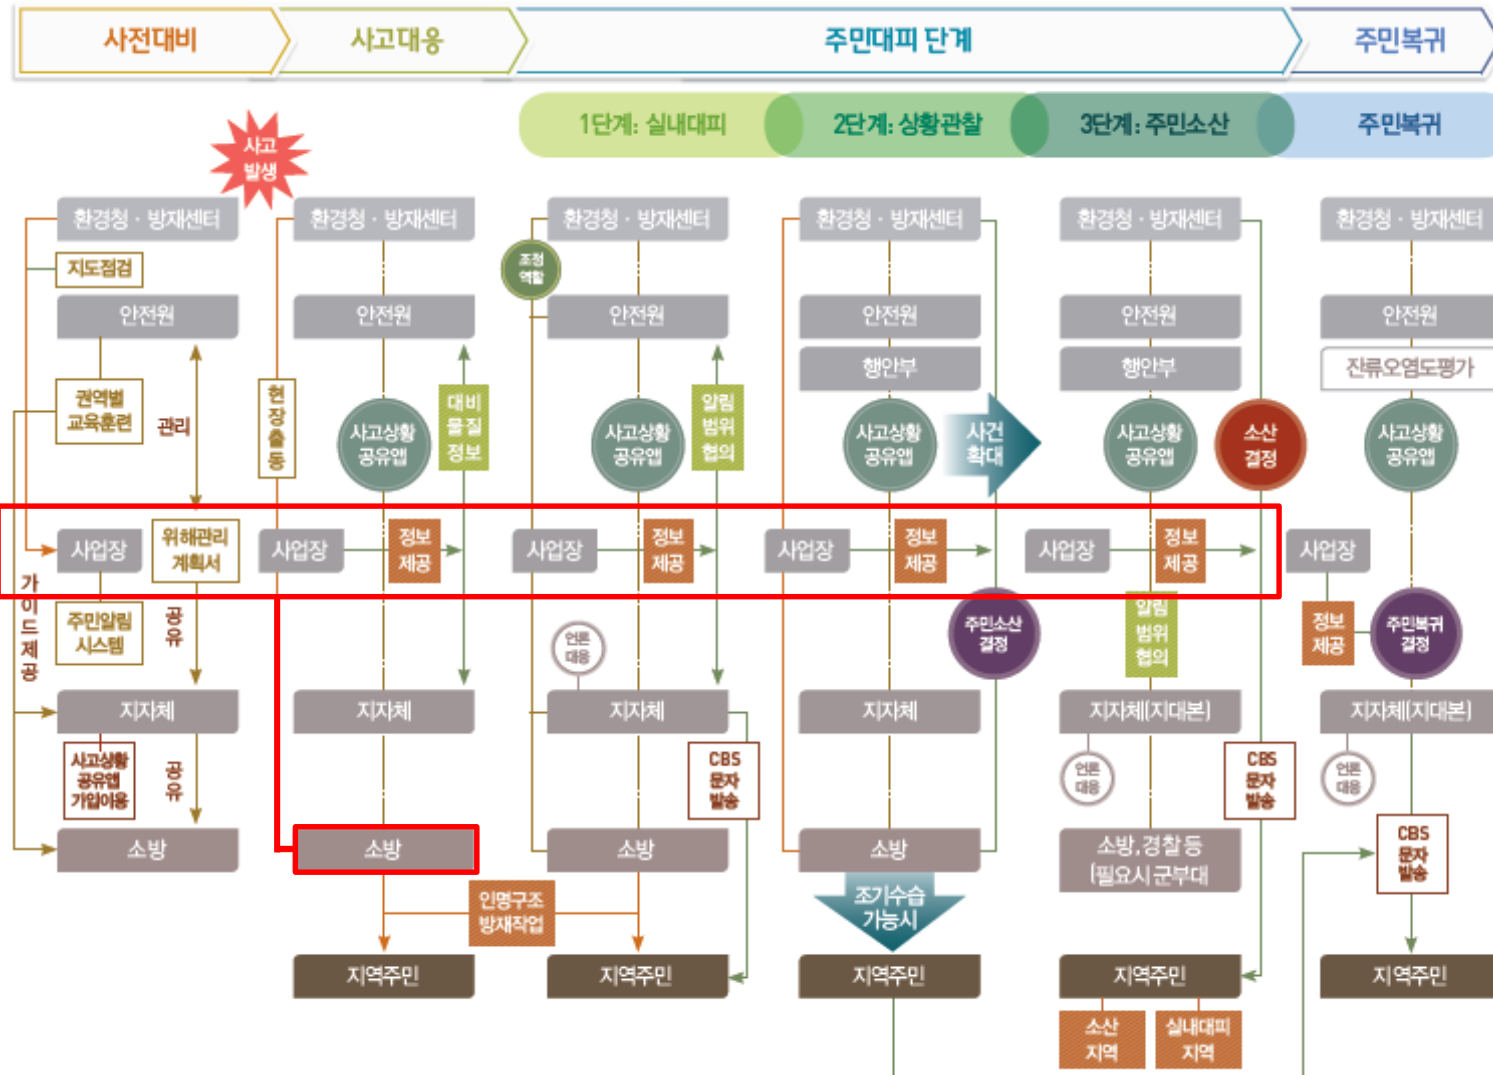 사전대비
사고대응
주민대피 단계
주민복귀
1단계: 실내대피
2단계: 상황관찰
3단계: 주민소산
주민복귀
사고
발생
환경청 · 방재센터
환경청 · 방재센터
환경청 · 방재센터
환경청 · 방재센터
환경청 · 방재센터
환경청 · 방재센터
지도점검
조정
역할
안전원
안전원
안전원
안전원
안전원
안전원
행안부
행안부
잔류오염도평가
권역별
교육훈련
관리
현
장
출
동
사고상황
공유앱
대비
물질
정보
사고상황
공유앱
알림
범위
협의
사고상황
공유앱
사건
확대
사고상황
공유앱
소산
결정
사고상황
공유앱
사업장
위해관리
계획서
사업장
정보
제공
사업장
정보
제공
사업장
정보
제공
사업장
정보
제공
사업장
가
이
드
제
공
주민알림
시스템
공
유
언론
대응
주민소산
결정
알림
범위
협의
정보
제공
주민복귀
결정
지자체
지자체
지자체
지자체
지자체(지대본)
지자체(지대본)
사고상황
공유앱
가입이용
공
유
CBS
문자
발송
언론
대응
CBS
문자
발송
언론
대응
소방
소방
소방
소방
소방,경찰 등
(필요시 군부대
CBS
문자
발송
인명구조
방재작업
조기수습
가능시
지역주민
지역주민
지역주민
지역주민
지역주민
소산
지역
실내대피
지역